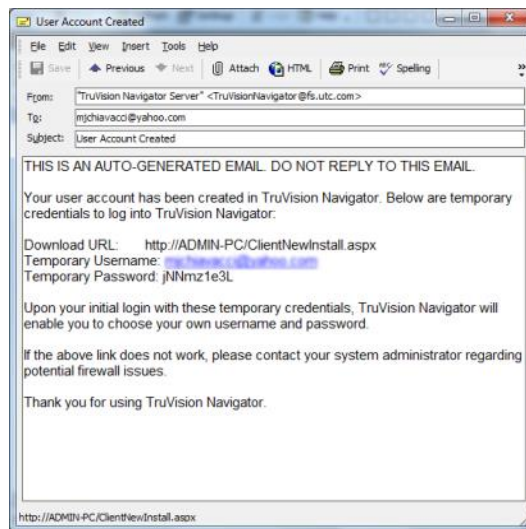 User Account Created
File Edit View Insert Tools Help
Save Previous Next Attach HTML Print Spelling »
From: "TruVision Navigator Server" <TruVisionNavigator@fs.utc.com>
To: mjchiavacci@yahoo.com
Subject: User Account Created
THIS IS AN AUTO-GENERATED EMAIL. DO NOT REPLY TO THIS EMAIL.
Your user account has been created in TruVision Navigator. Below are temporary
credentials to log into TruVision Navigator:
Download URL: http://ADMIN-PC/ClientNewInstall.aspx
Temporary Username:
Temporary Password: jNNmz1e3L
Upon your initial login with these temporary credentials, TruVision Navigator will
enable you to choose your own username and password.
If the above link does not work, please contact your system administrator regarding
potential firewall issues.
Thank you for using TruVision Navigator.
http://ADMIN-PC/ClientNewInstall.aspx